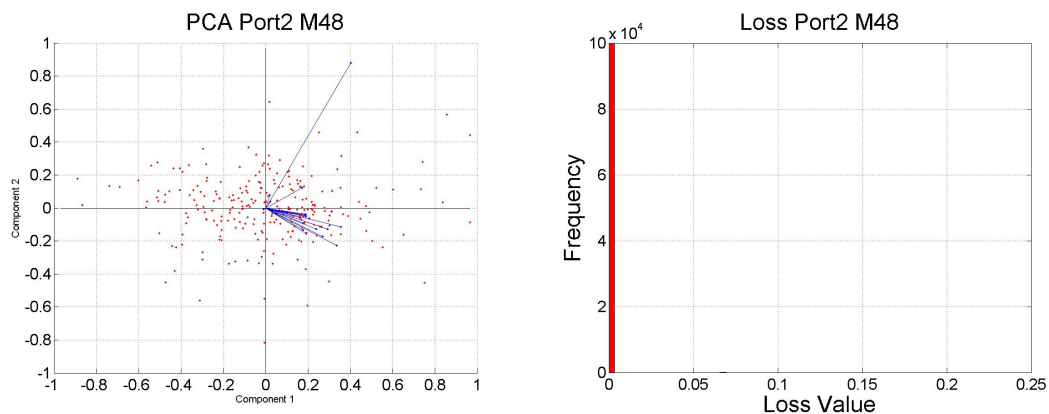 PCA Port2 M48
1
0.8
0.6
0.4
0.2
0
-0.2
-0.4
-0.6
-0.8
-1
Component 2
-1 -0.8 -0.6 -0.4 -0.2 0 0.2 0.4 0.6 0.8 1
Component 1
Loss Port2 M48
x 10⁴
10
8
6
4
2
0
Frequency
0 0.05 0.1 0.15 0.2 0.25
Loss Value